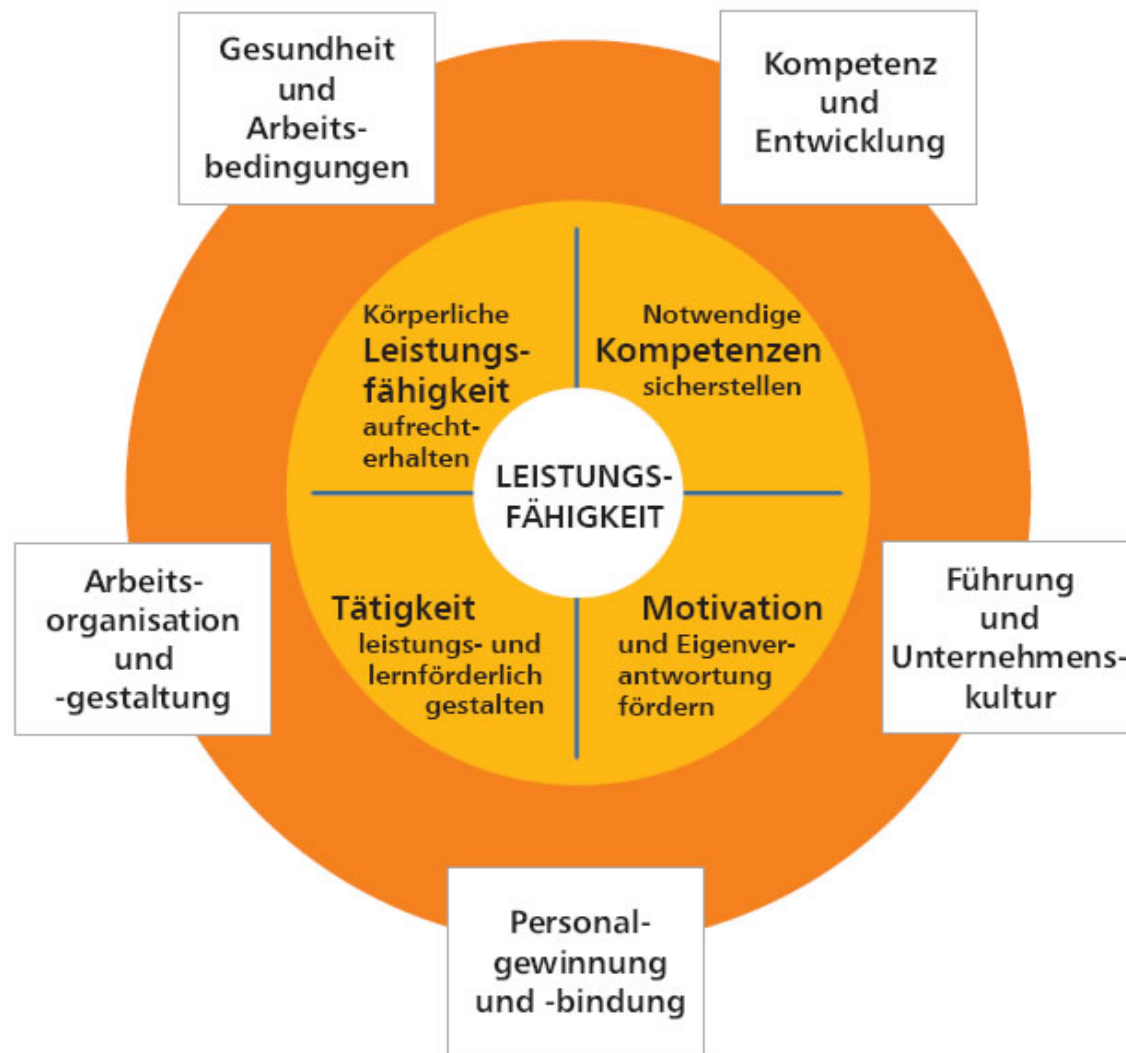 Gesundheit
und
Arbeits-
bedingungen
Kompetenz
und
Entwicklung
Körperliche
Leistungs-
fähigkeit
aufrecht-
erhalten
Notwendige
Kompetenzen
sicherstellen
LEISTUNGS-
FÄHIGKEIT
Arbeits-
organisation
und
-gestaltung
Tätigkeit
leistungs- und
lernförderlich
gestalten
Motivation
und Eigenver-
antwortung
fördern
Führung
und
Unternehmens-
kultur
Personal-
gewinnung
und -bindung